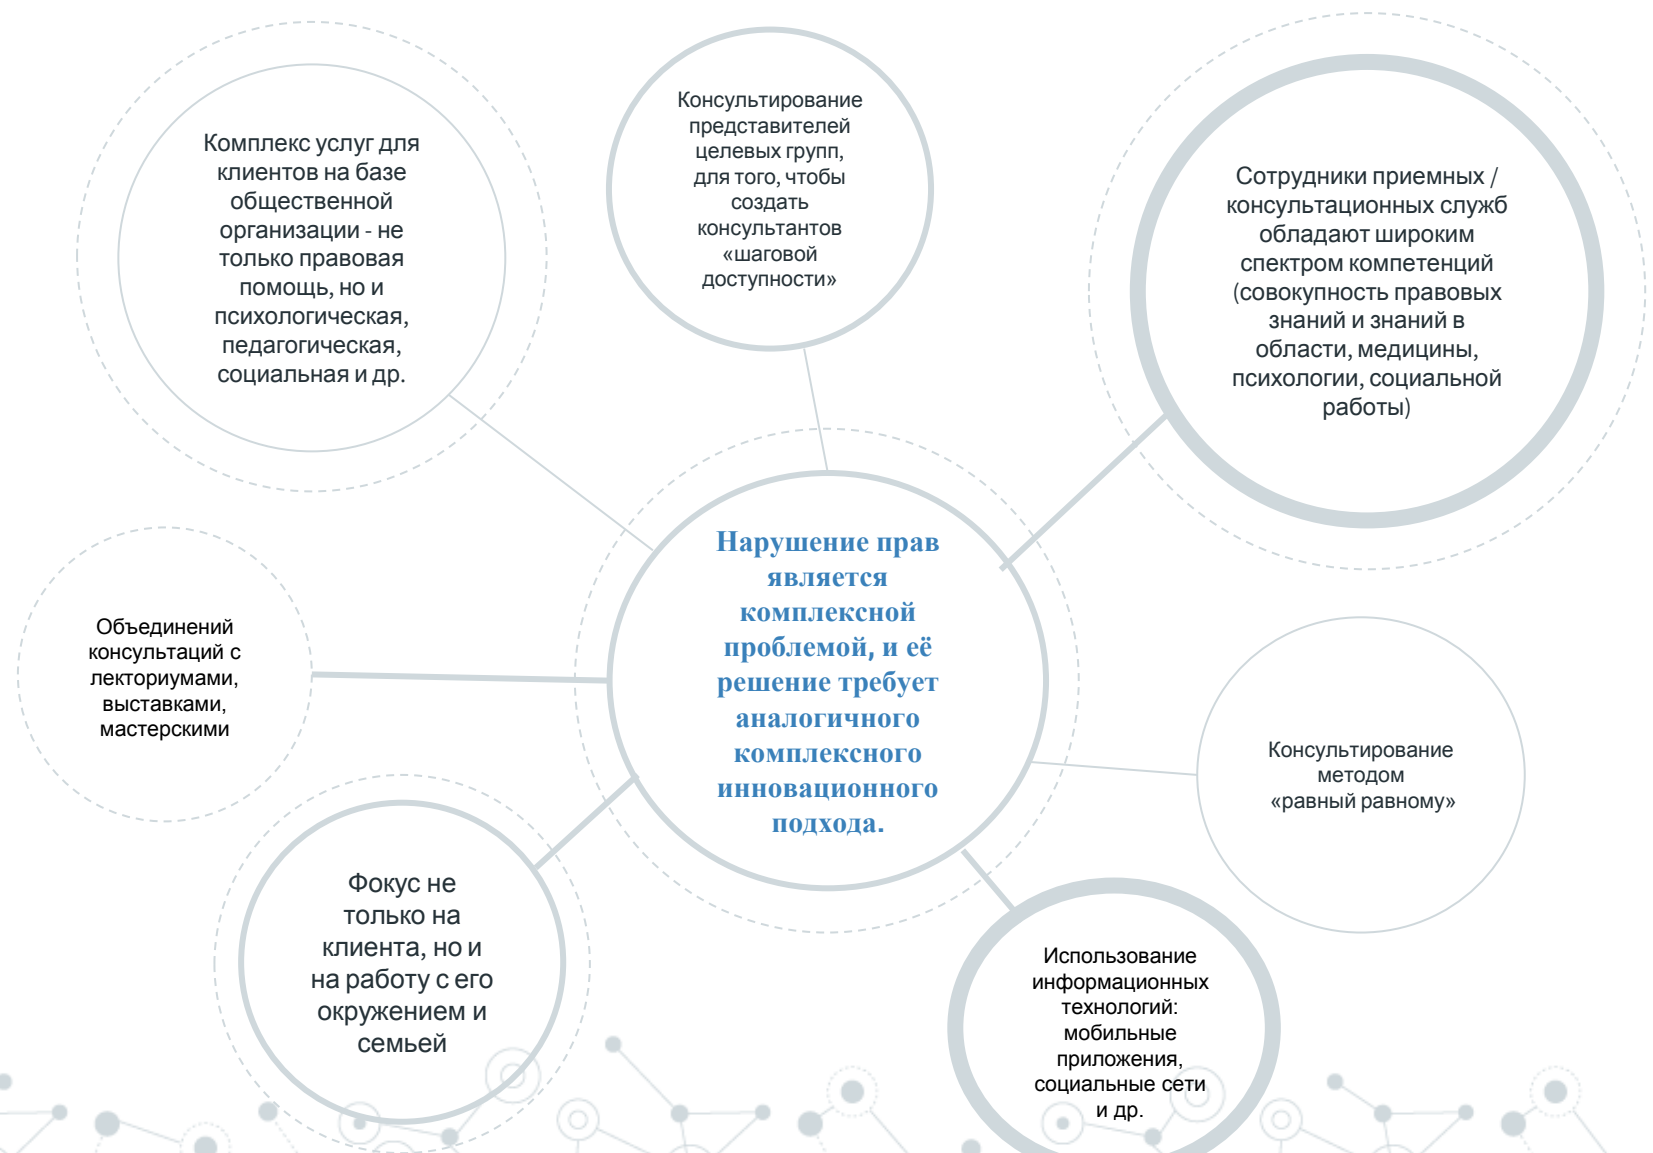 Комплекс услуг для
клиентов на базе
общественной
организации - не
только правовая
помощь, но и
психологическая,
педагогическая,
социальная и др.
Консультирование
представителей
целевых групп,
для того, чтобы
создать
консультантов
«шаговой
доступности»
Сотрудники приемных /
консультационных служб
обладают широким
спектром компетенций
(совокупность правовых
знаний и знаний в
области, медицины,
психологии, социальной
работы)
Нарушение прав
является
комплексной
проблемой, и её
решение требует
аналогичного
комплексного
инновационного
подхода.
Объединений
консультаций с
лекториумами,
выставками,
мастерскими
Консультирование
методом
«равный равному»
Фокус не
только на
клиента, но и
на работу с его
окружением и
семьей
Использование
информационных
технологий:
мобильные
приложения,
социальные сети
и др.